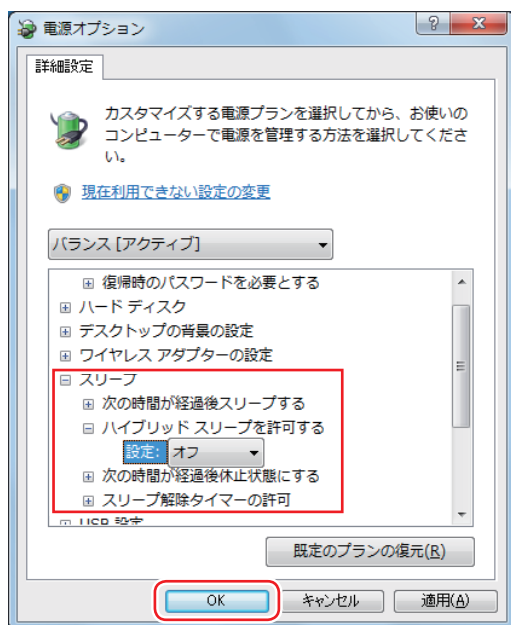 電源オプション
詳細設定
カスタマイズする電源プランを選択してから、お使いの
コンピューターで電源を管理する方法を選択してくださ
い。
現在利用できない設定の変更
バランス [アクティブ]
復帰時のパスワードを必要とする
ハード ディスク
デスクトップの背景の設定
ワイヤレス アダプターの設定
スリープ
次の時間が経過後スリープする
ハイブリッド スリープを許可する
設定: オフ
次の時間が経過後休止状態にする
スリープ解除タイマーの許可
USB 設定
既定のプランの復元(R)
OK キャンセル 適用(A)